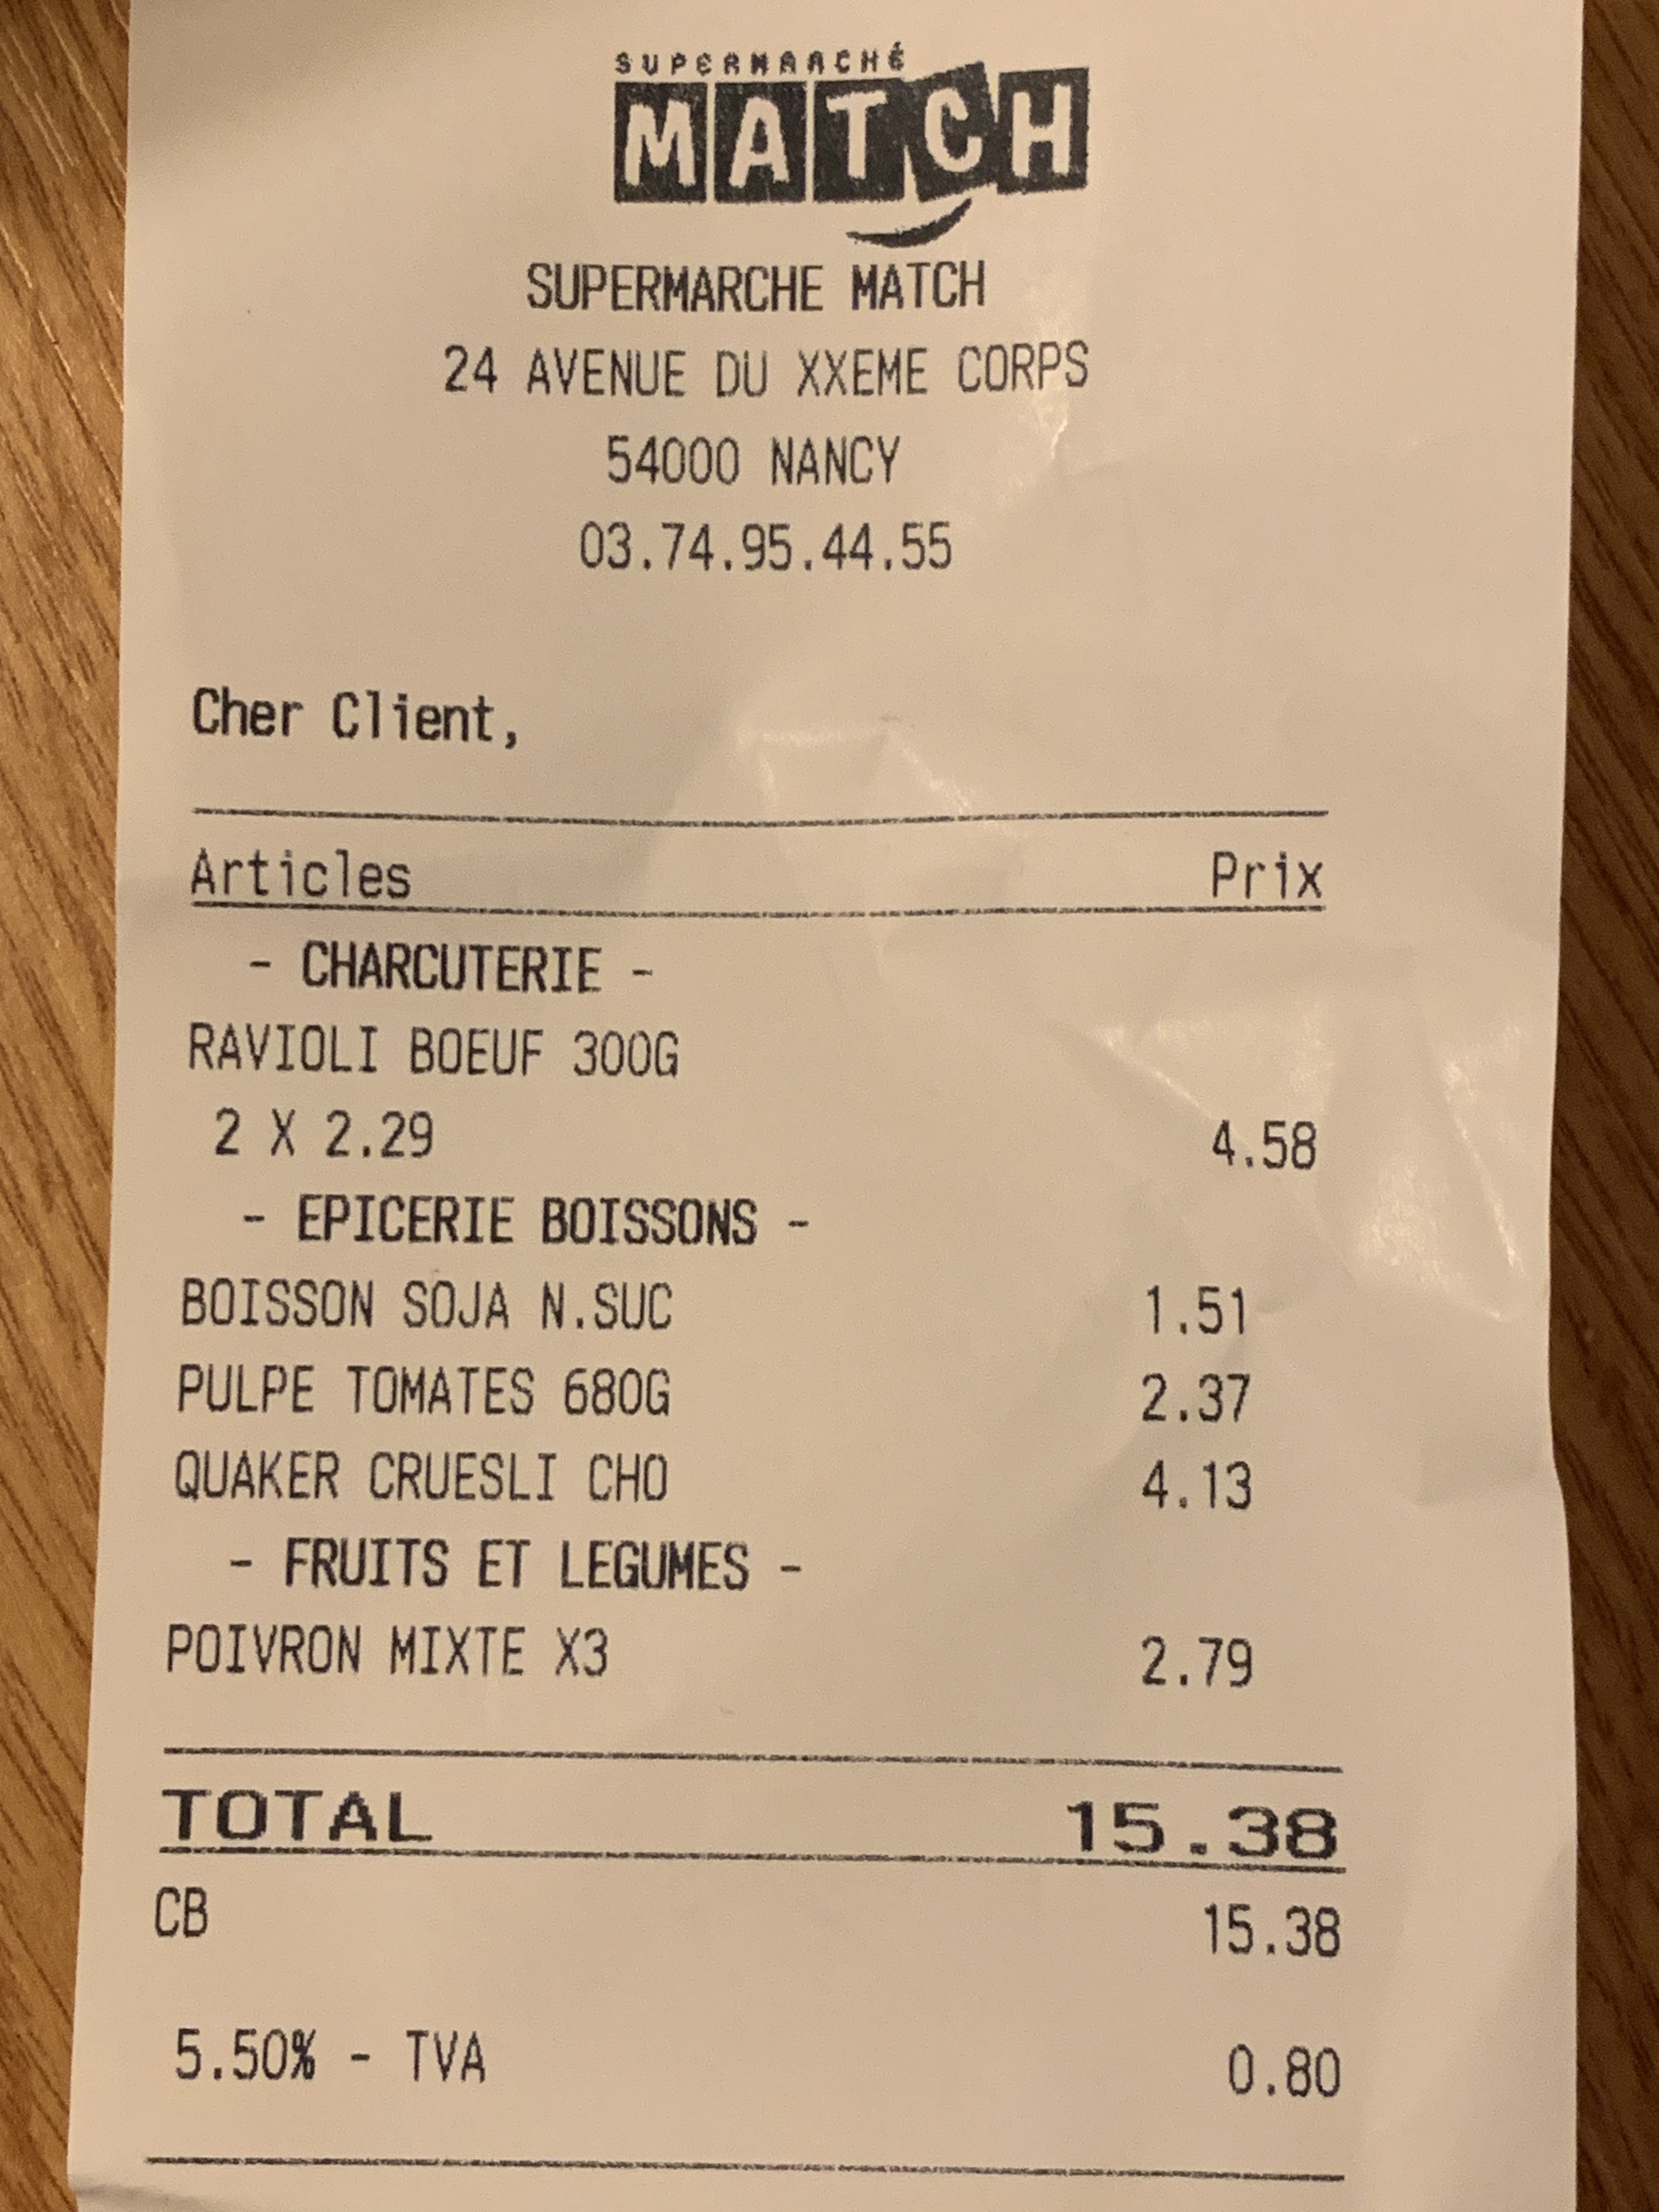 SUPERMARCHÉ
MATCH
SUPERMARCHE MATCH
24 AVENUE DU XXEME CORPS
54000 NANCY
03.74.95.44.55
Cher Client,
Articles Prix
- CHARCUTERIE -
RAVIOLI BOEUF 300G
2 X 2.29 4.58
- EPICERIE BOISSONS -
BOISSON SOJA N.SUC 1.51
PULPE TOMATES 680G 2.37
QUAKER CRUESLI CHO 4.13
- FRUITS ET LEGUMES -
POIVRON MIXTE X3 2.79
TOTAL 15.38
CB 15.38
5.50% - TVA 0.80